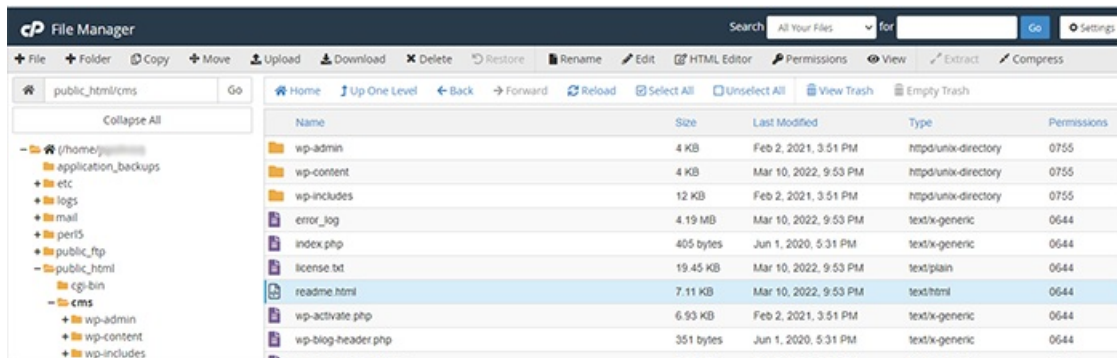 cP File Manager Search All Your Files for Go Settings
File Folder Copy Move Upload Download Delete Restore Rename Edit HTML Editor Permissions View Extract Compress
public_html/cms Go Home Up One Level Back Forward Reload Select All Unselect All View Trash Empty Trash
Collapse All
(/home/
application_backups
etc
logs
mail
perl5
public_ftp
public_html
cgi-bin
cms
wp-admin
wp-content
wp-includes
Name Size Last Modified Type Permissions
wp-admin 4 KB Feb 2, 2021, 3:51 PM httpd/unix-directory 0755
wp-content 4 KB Mar 10, 2022, 9:53 PM httpd/unix-directory 0755
wp-includes 12 KB Feb 2, 2021, 3:51 PM httpd/unix-directory 0755
error_log 4.19 MB Mar 10, 2022, 9:53 PM text/x-generic 0644
index.php 405 bytes Jun 1, 2020, 5:31 PM text/x-generic 0644
license.txt 19.45 KB Mar 10, 2022, 9:53 PM text/plain 0644
readme.html 7.11 KB Mar 10, 2022, 9:53 PM text/html 0644
wp-activate.php 6.93 KB Feb 2, 2021, 3:51 PM text/x-generic 0644
wp-blog-header.php 351 bytes Jun 1, 2020, 5:31 PM text/x-generic 0644